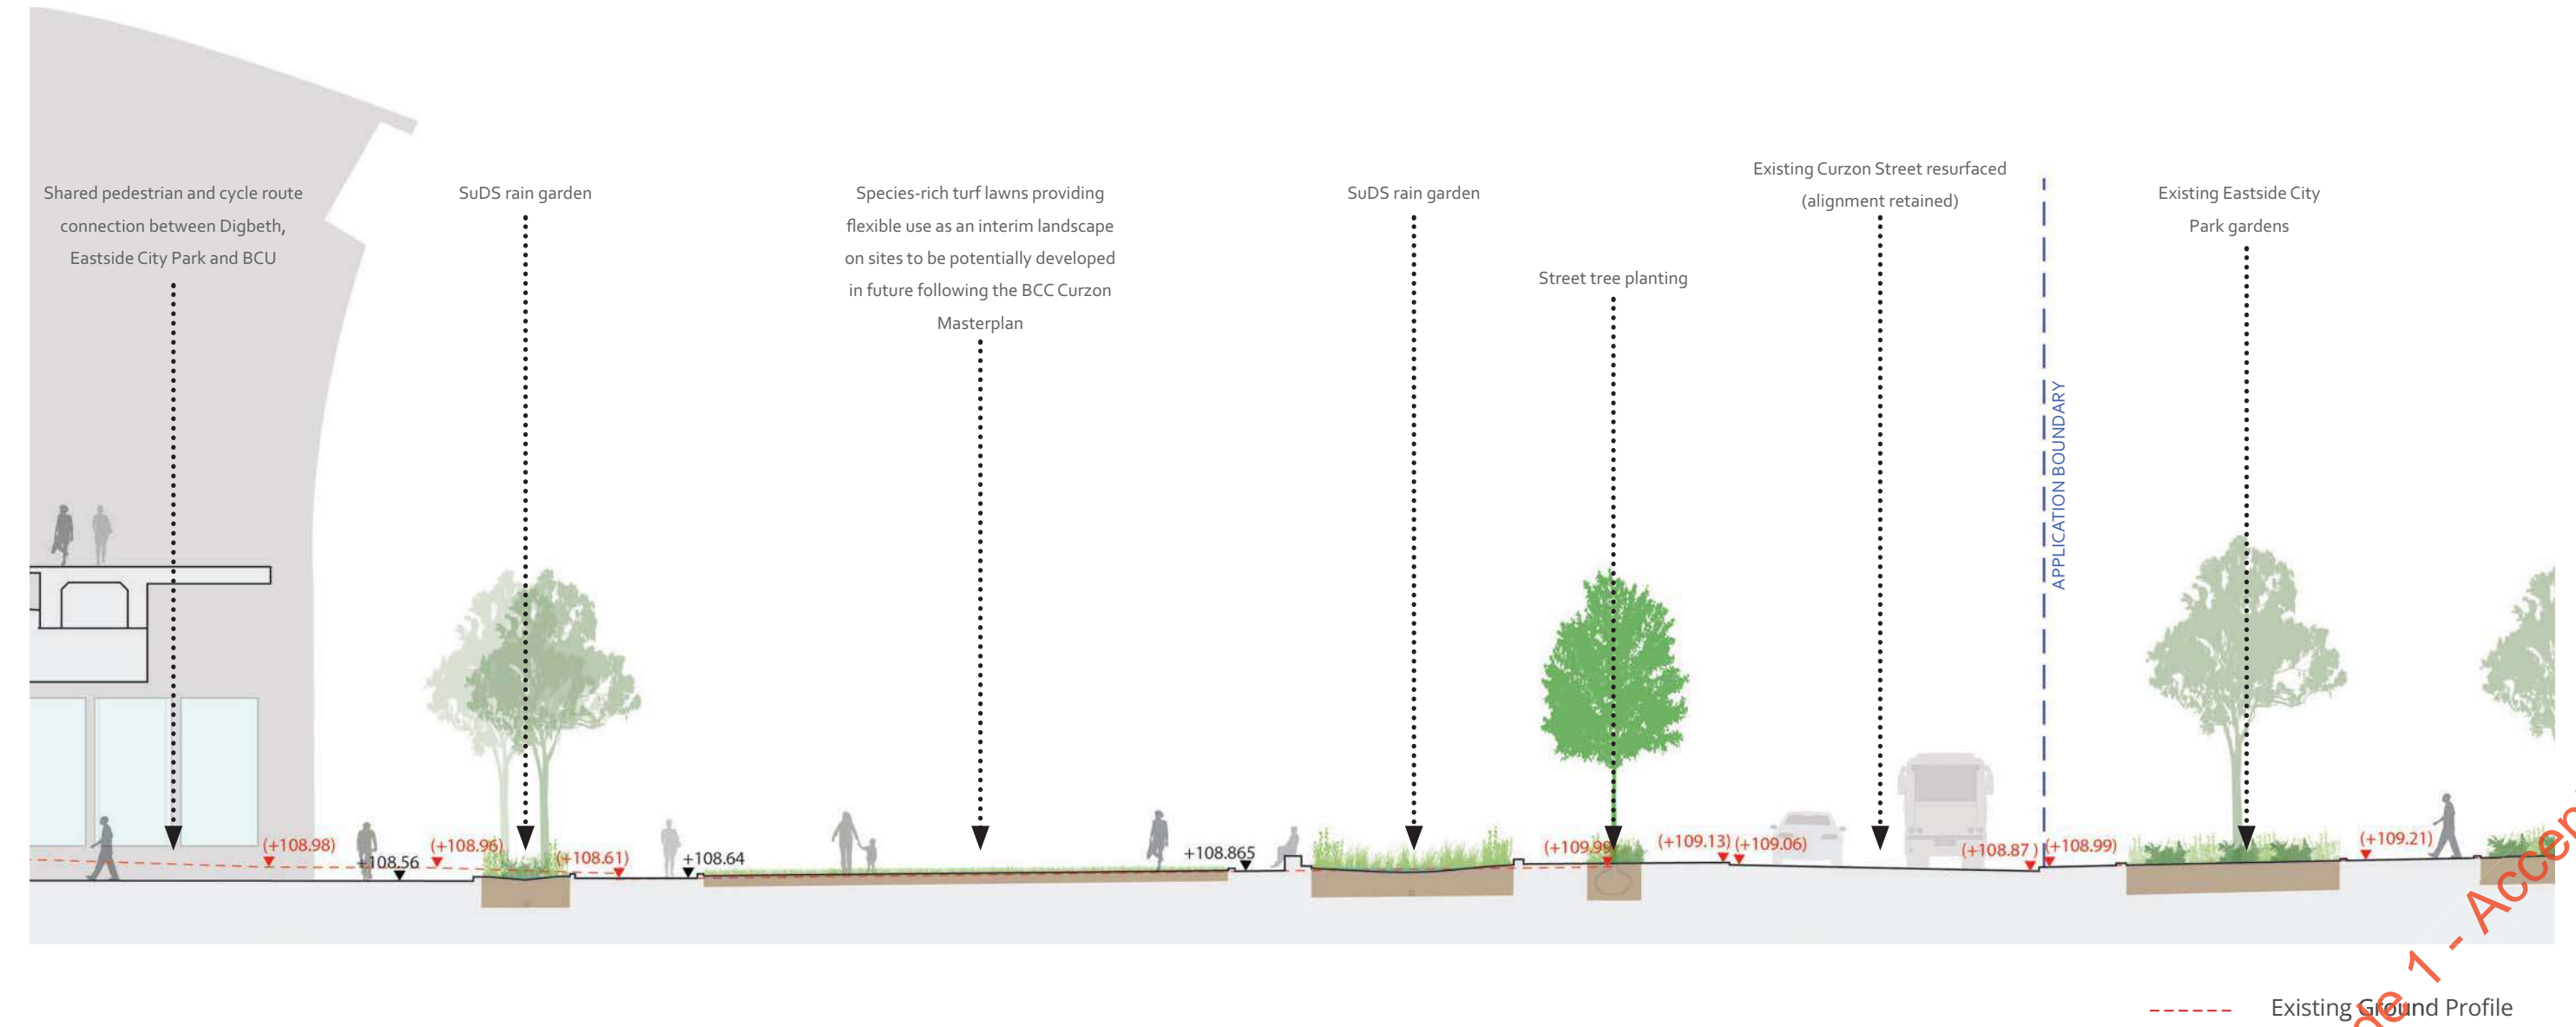 Shared pedestrian and cycle route
connection between Digbeth,
Eastside City Park and BCU
SuDS rain garden
Species-rich turf lawns providing
flexible use as an interim landscape
on sites to be potentially developed
in future following the BCC Curzon
Masterplan
SuDS rain garden
Street tree planting
Existing Curzon Street resurfaced
(alignment retained)
APPLICATION BOUNDARY
Existing Eastside City
Park gardens
(+108.98)
+108.56
(+108.96)
(+108.61)
+108.64
+108.865
(+109.99)
(+109.13)
(+109.06)
(+108.87 )
(+108.99)
(+109.21)
Existing Ground Profile
1 -